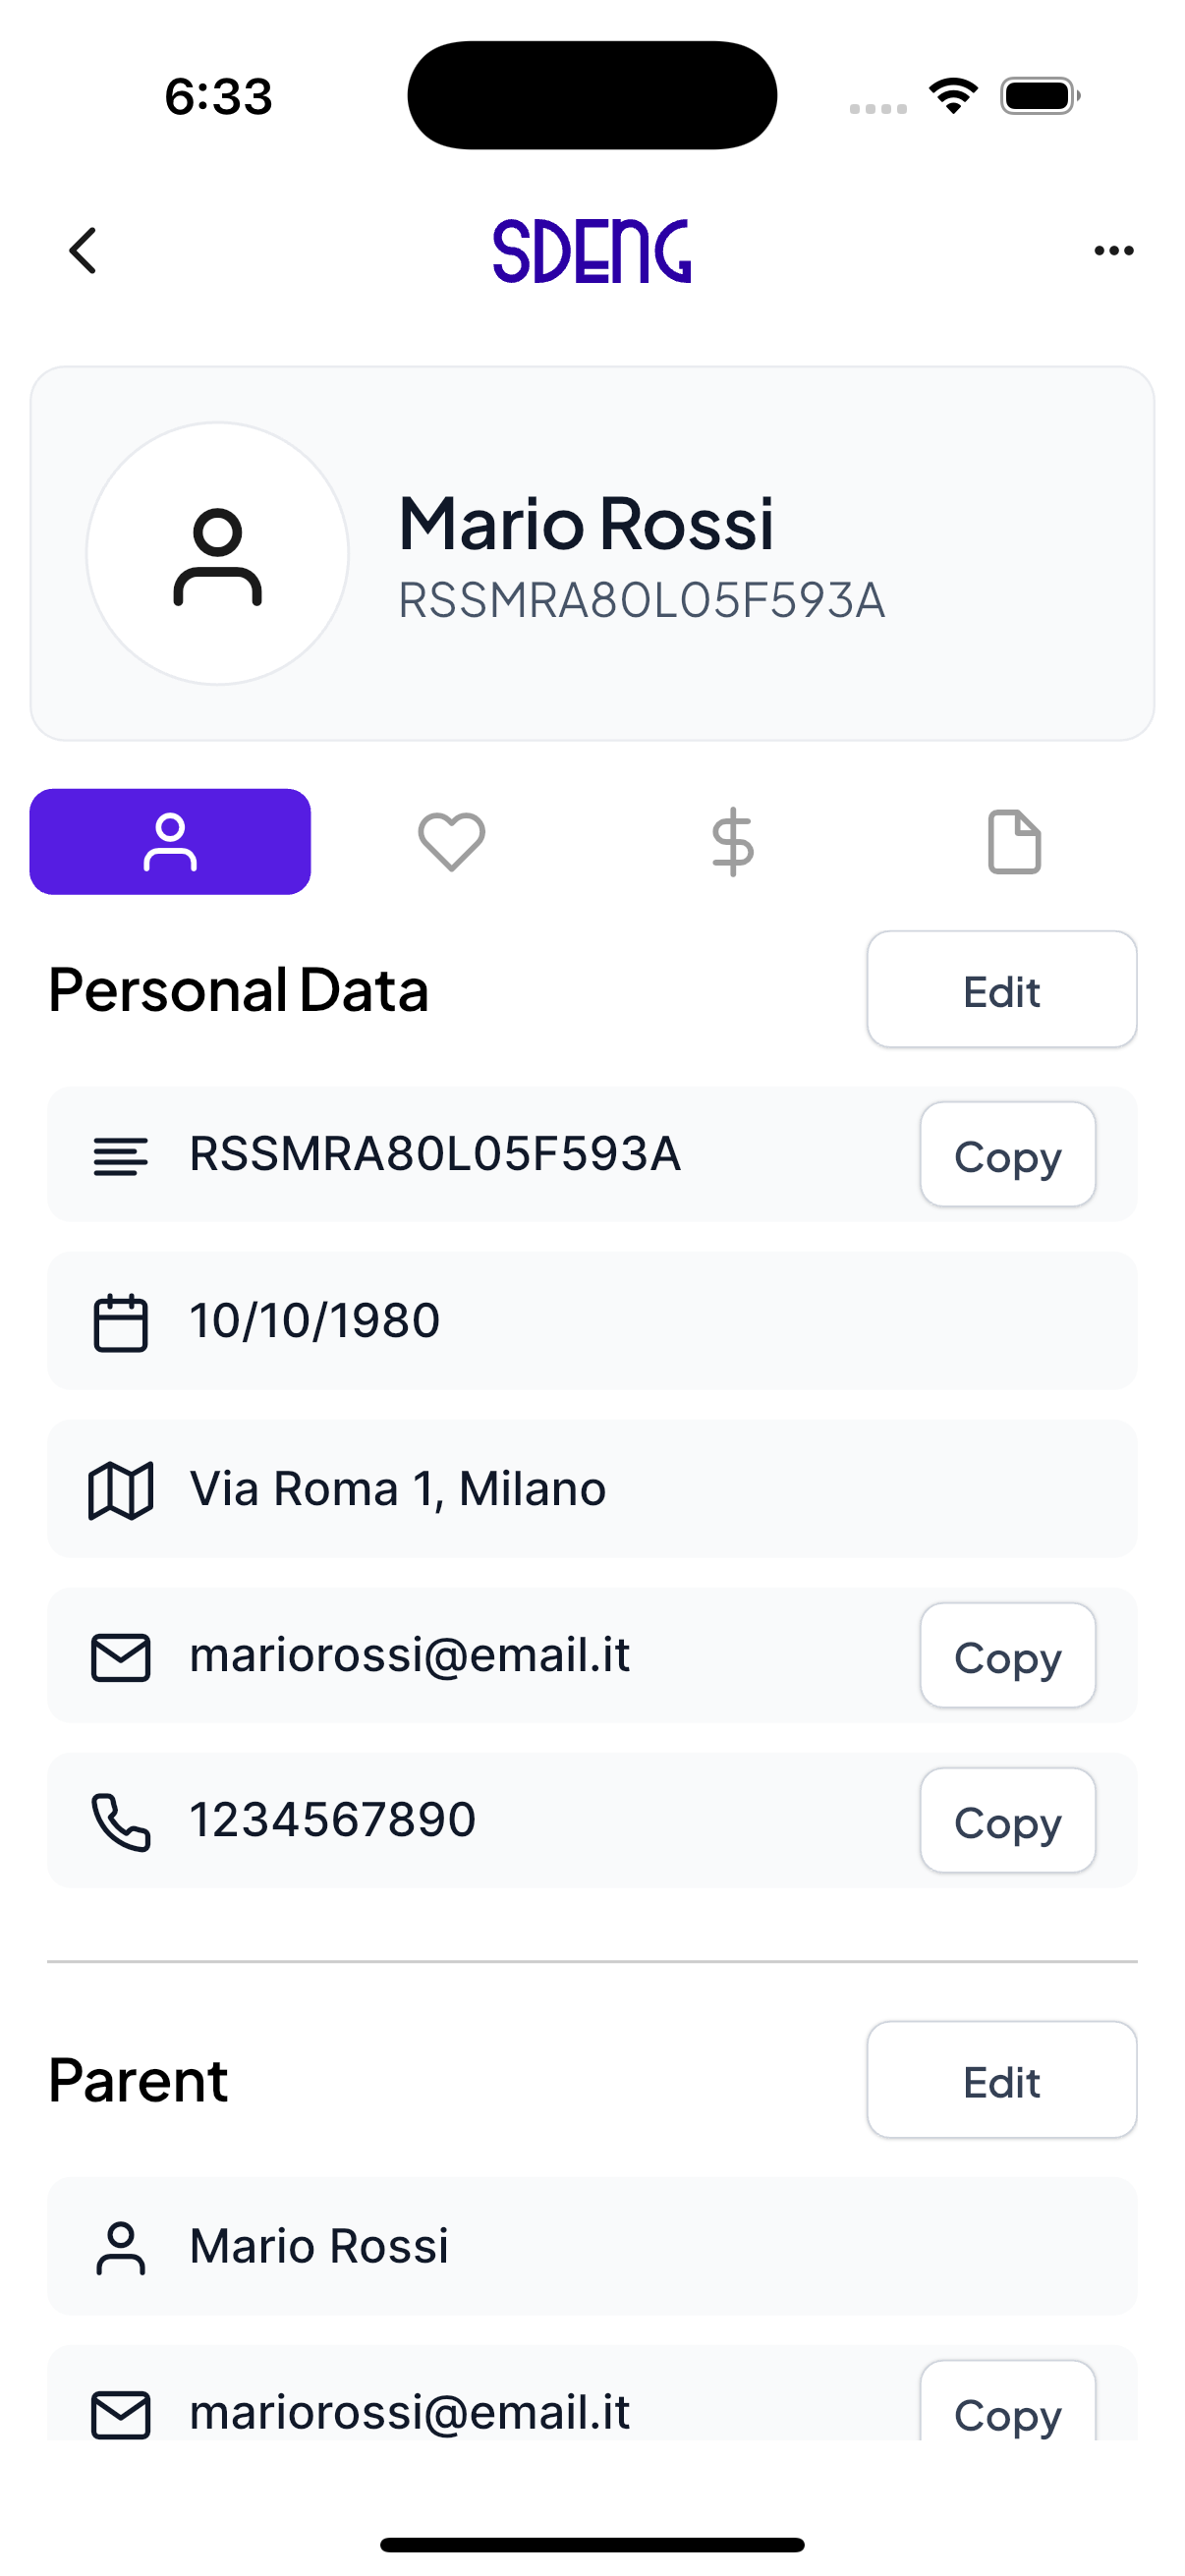 6:33
SDENG
Mario Rossi
RSSMRA80L05F593A
Personal Data
Edit
RSSMRA80L05F593A
Copy
10/10/1980
Via Roma 1, Milano
mariorossi@email.it
Copy
1234567890
Copy
Parent
Edit
Mario Rossi
mariorossi@email.it
Copy